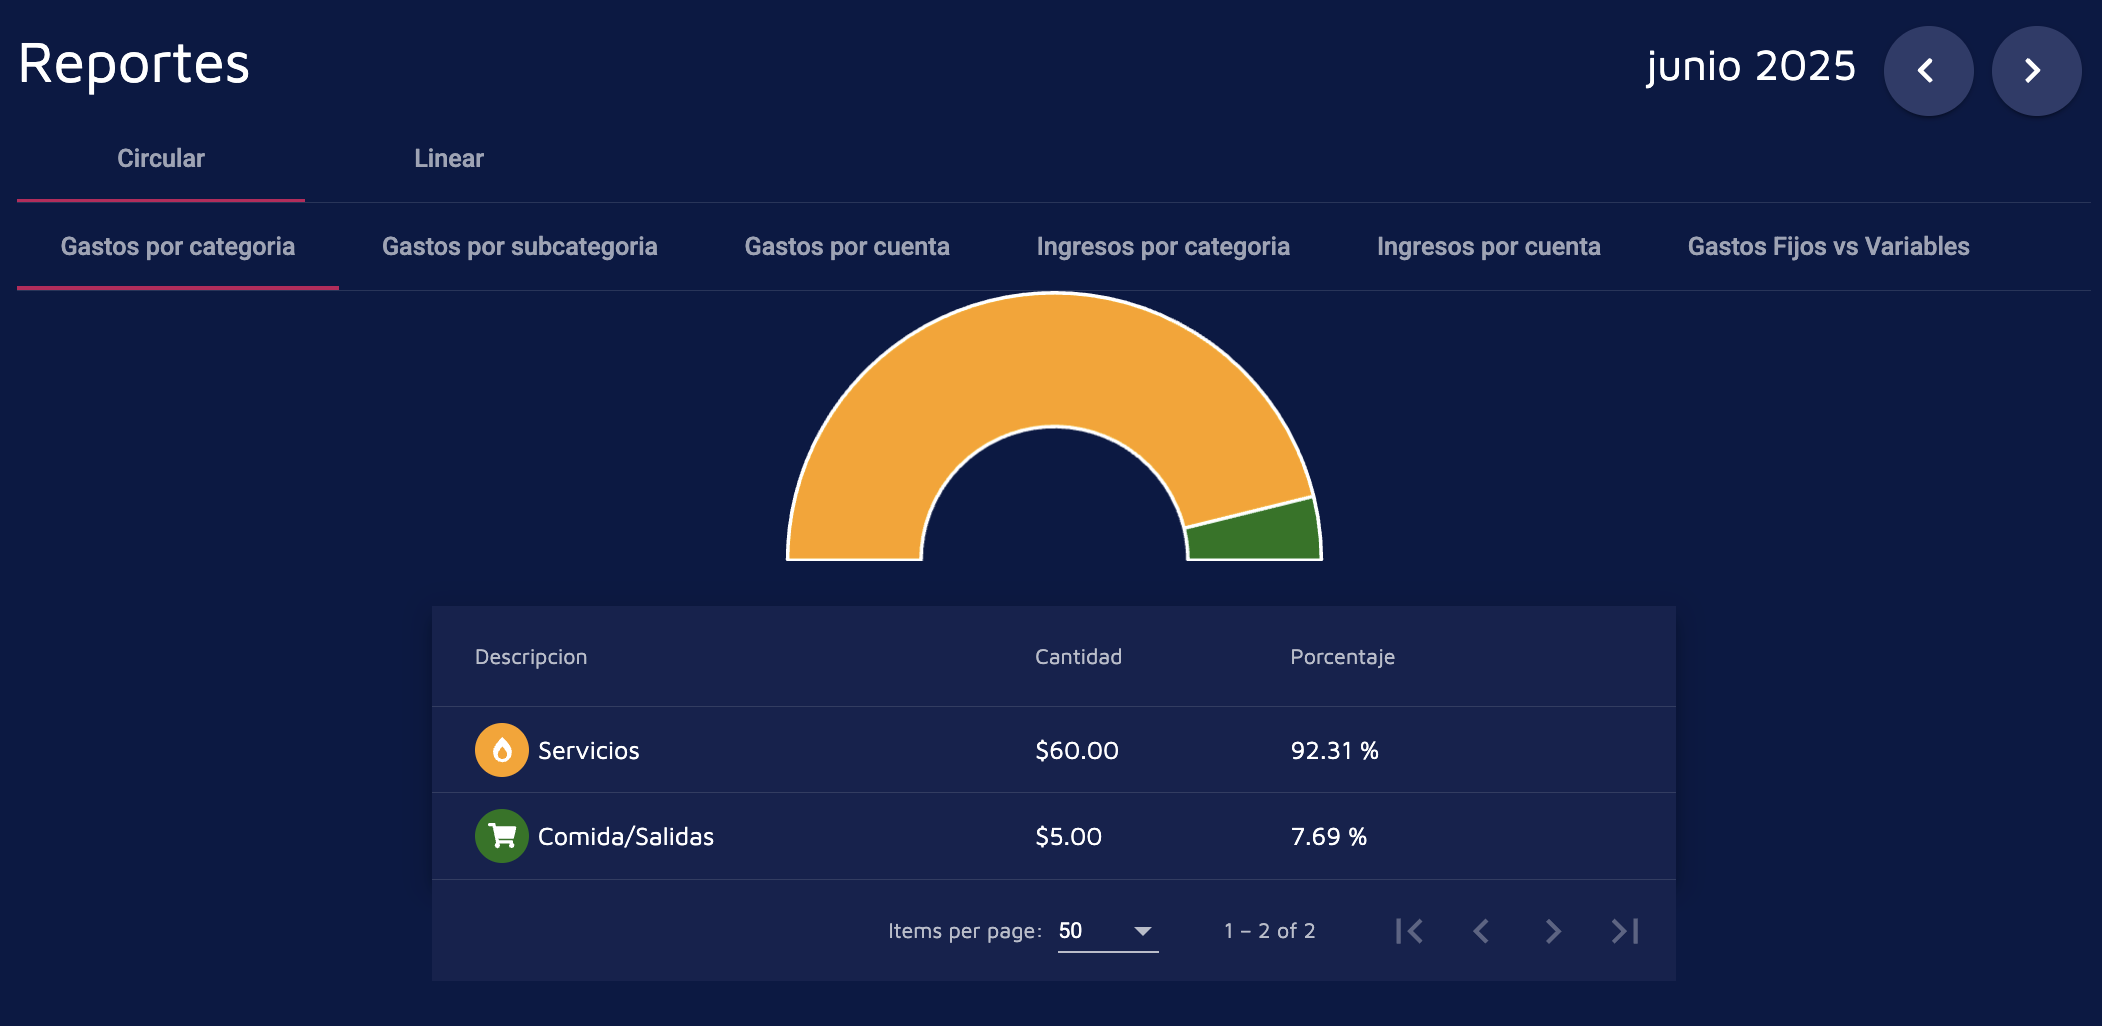 Reportes
junio 2025
Circular Linear
Gastos por categoria Gastos por subcategoria Gastos por cuenta Ingresos por categoria Ingresos por cuenta Gastos Fijos vs Variables
Descripcion Cantidad Porcentaje
Servicios $60.00 92.31 %
Comida/Salidas $5.00 7.69 %
Items per page: 50 1 – 2 of 2